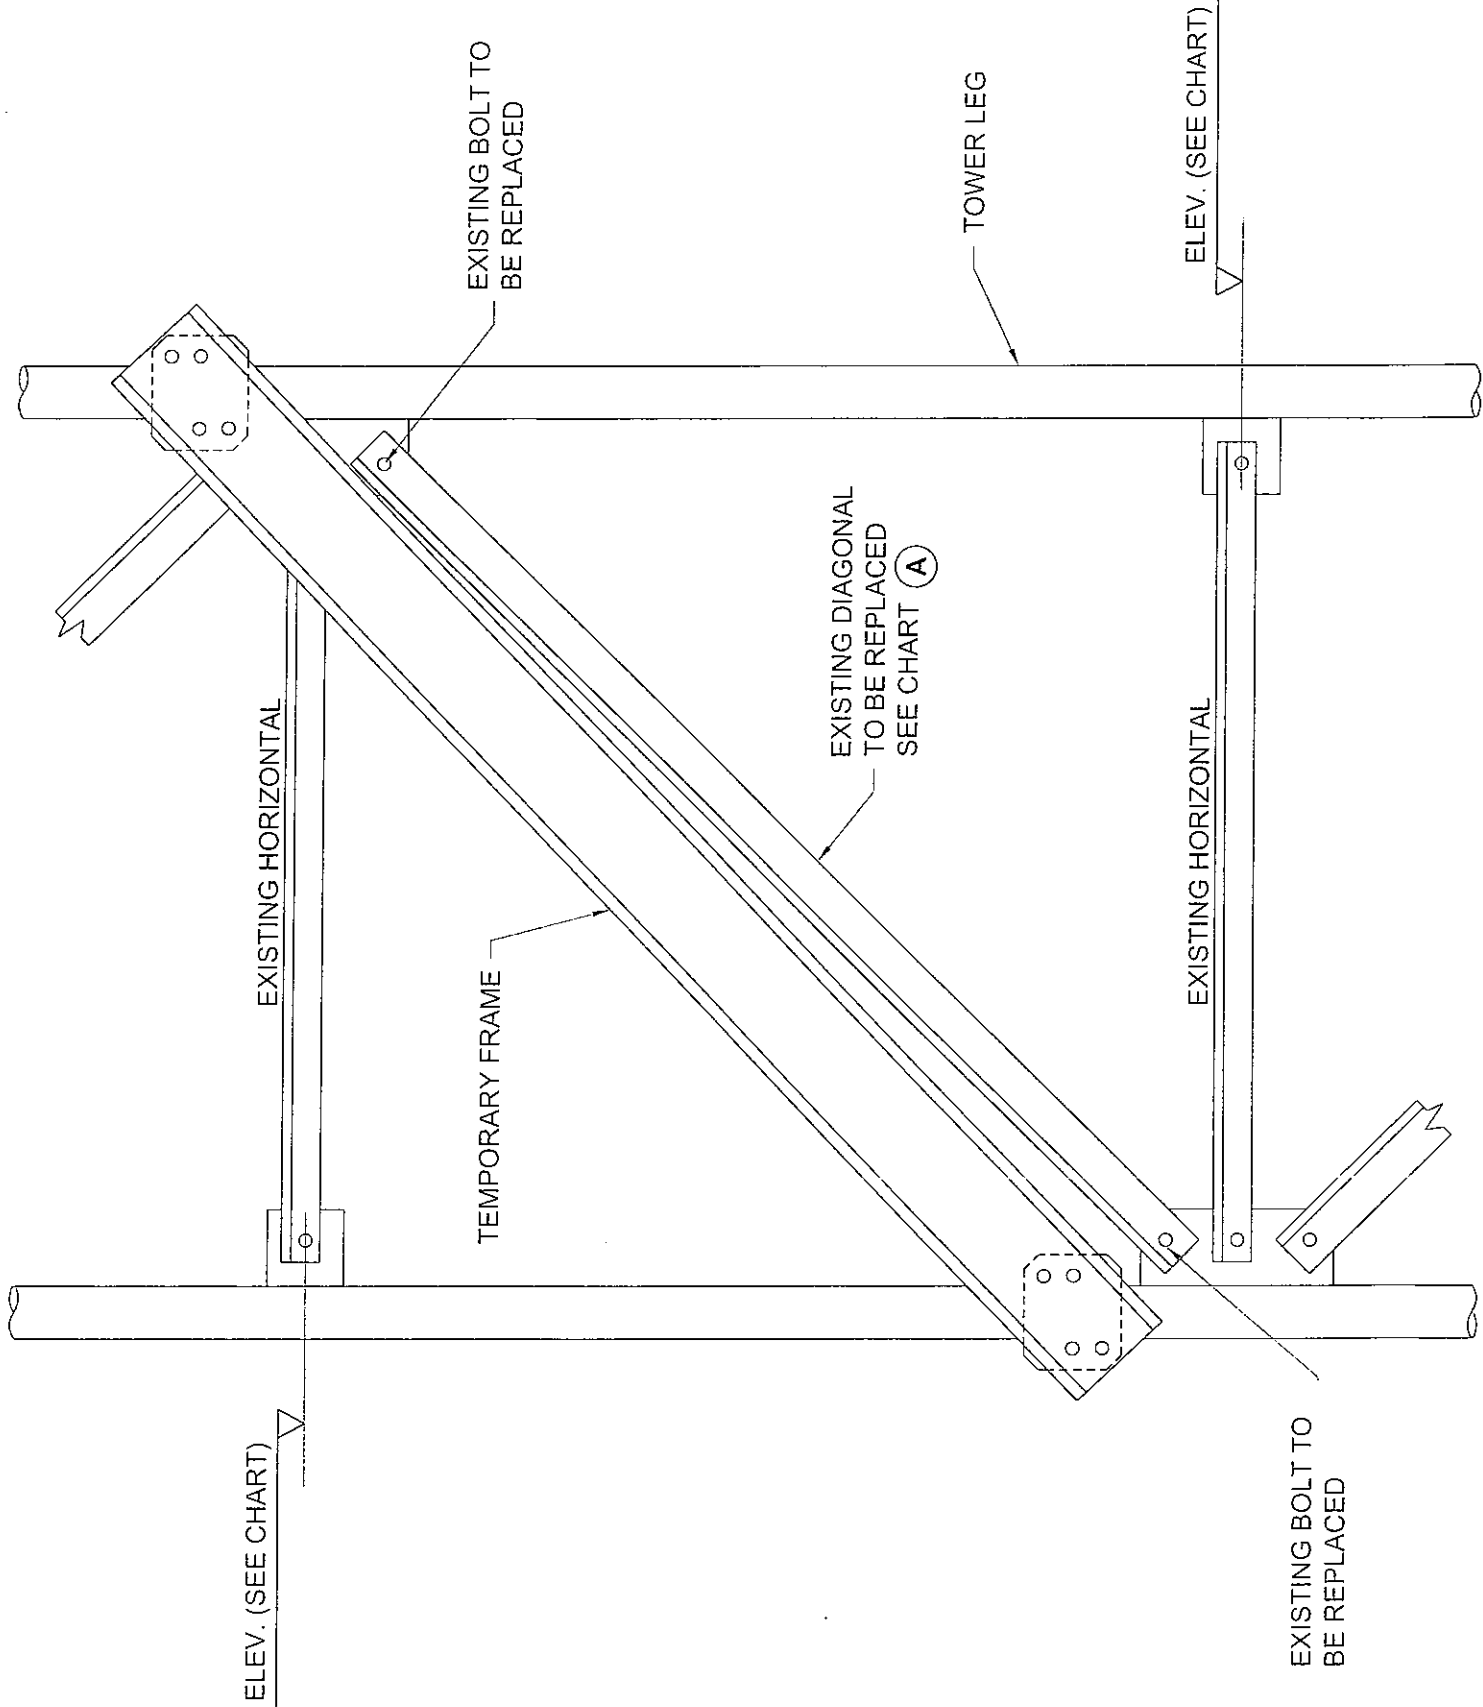 EXISTING BOLT TO
BE REPLACED
TOWER LEG
ELEV. (SEE CHART)
EXISTING HORIZONTAL
TEMPORARY FRAME
EXISTING DIAGONAL
TO BE REPLACED
SEE CHART A
EXISTING HORIZONTAL
ELEV. (SEE CHART)
EXISTING BOLT TO
BE REPLACED